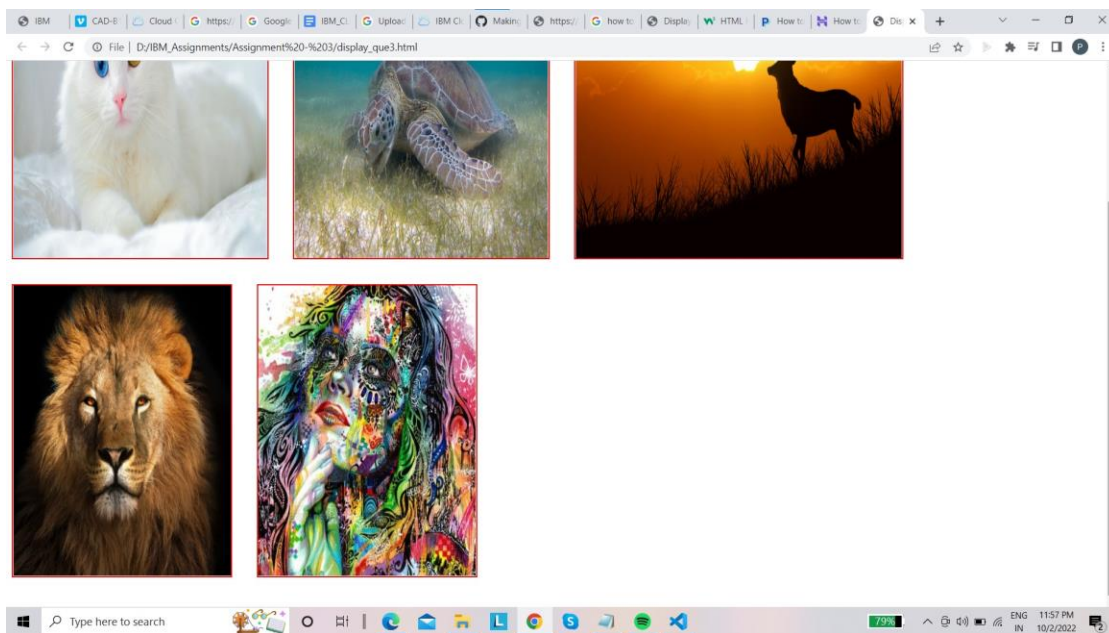 IBM CAD-B Cloud G https:// Google IBM_CL Upload IBM Clo Making https:/ how to Display HTML How to How to Dis
File D:/IBM_Assignments/Assignment%20-%203/display_que3.html
Type here to search
79%
ENG 11:57 PM
IN 10/2/2022